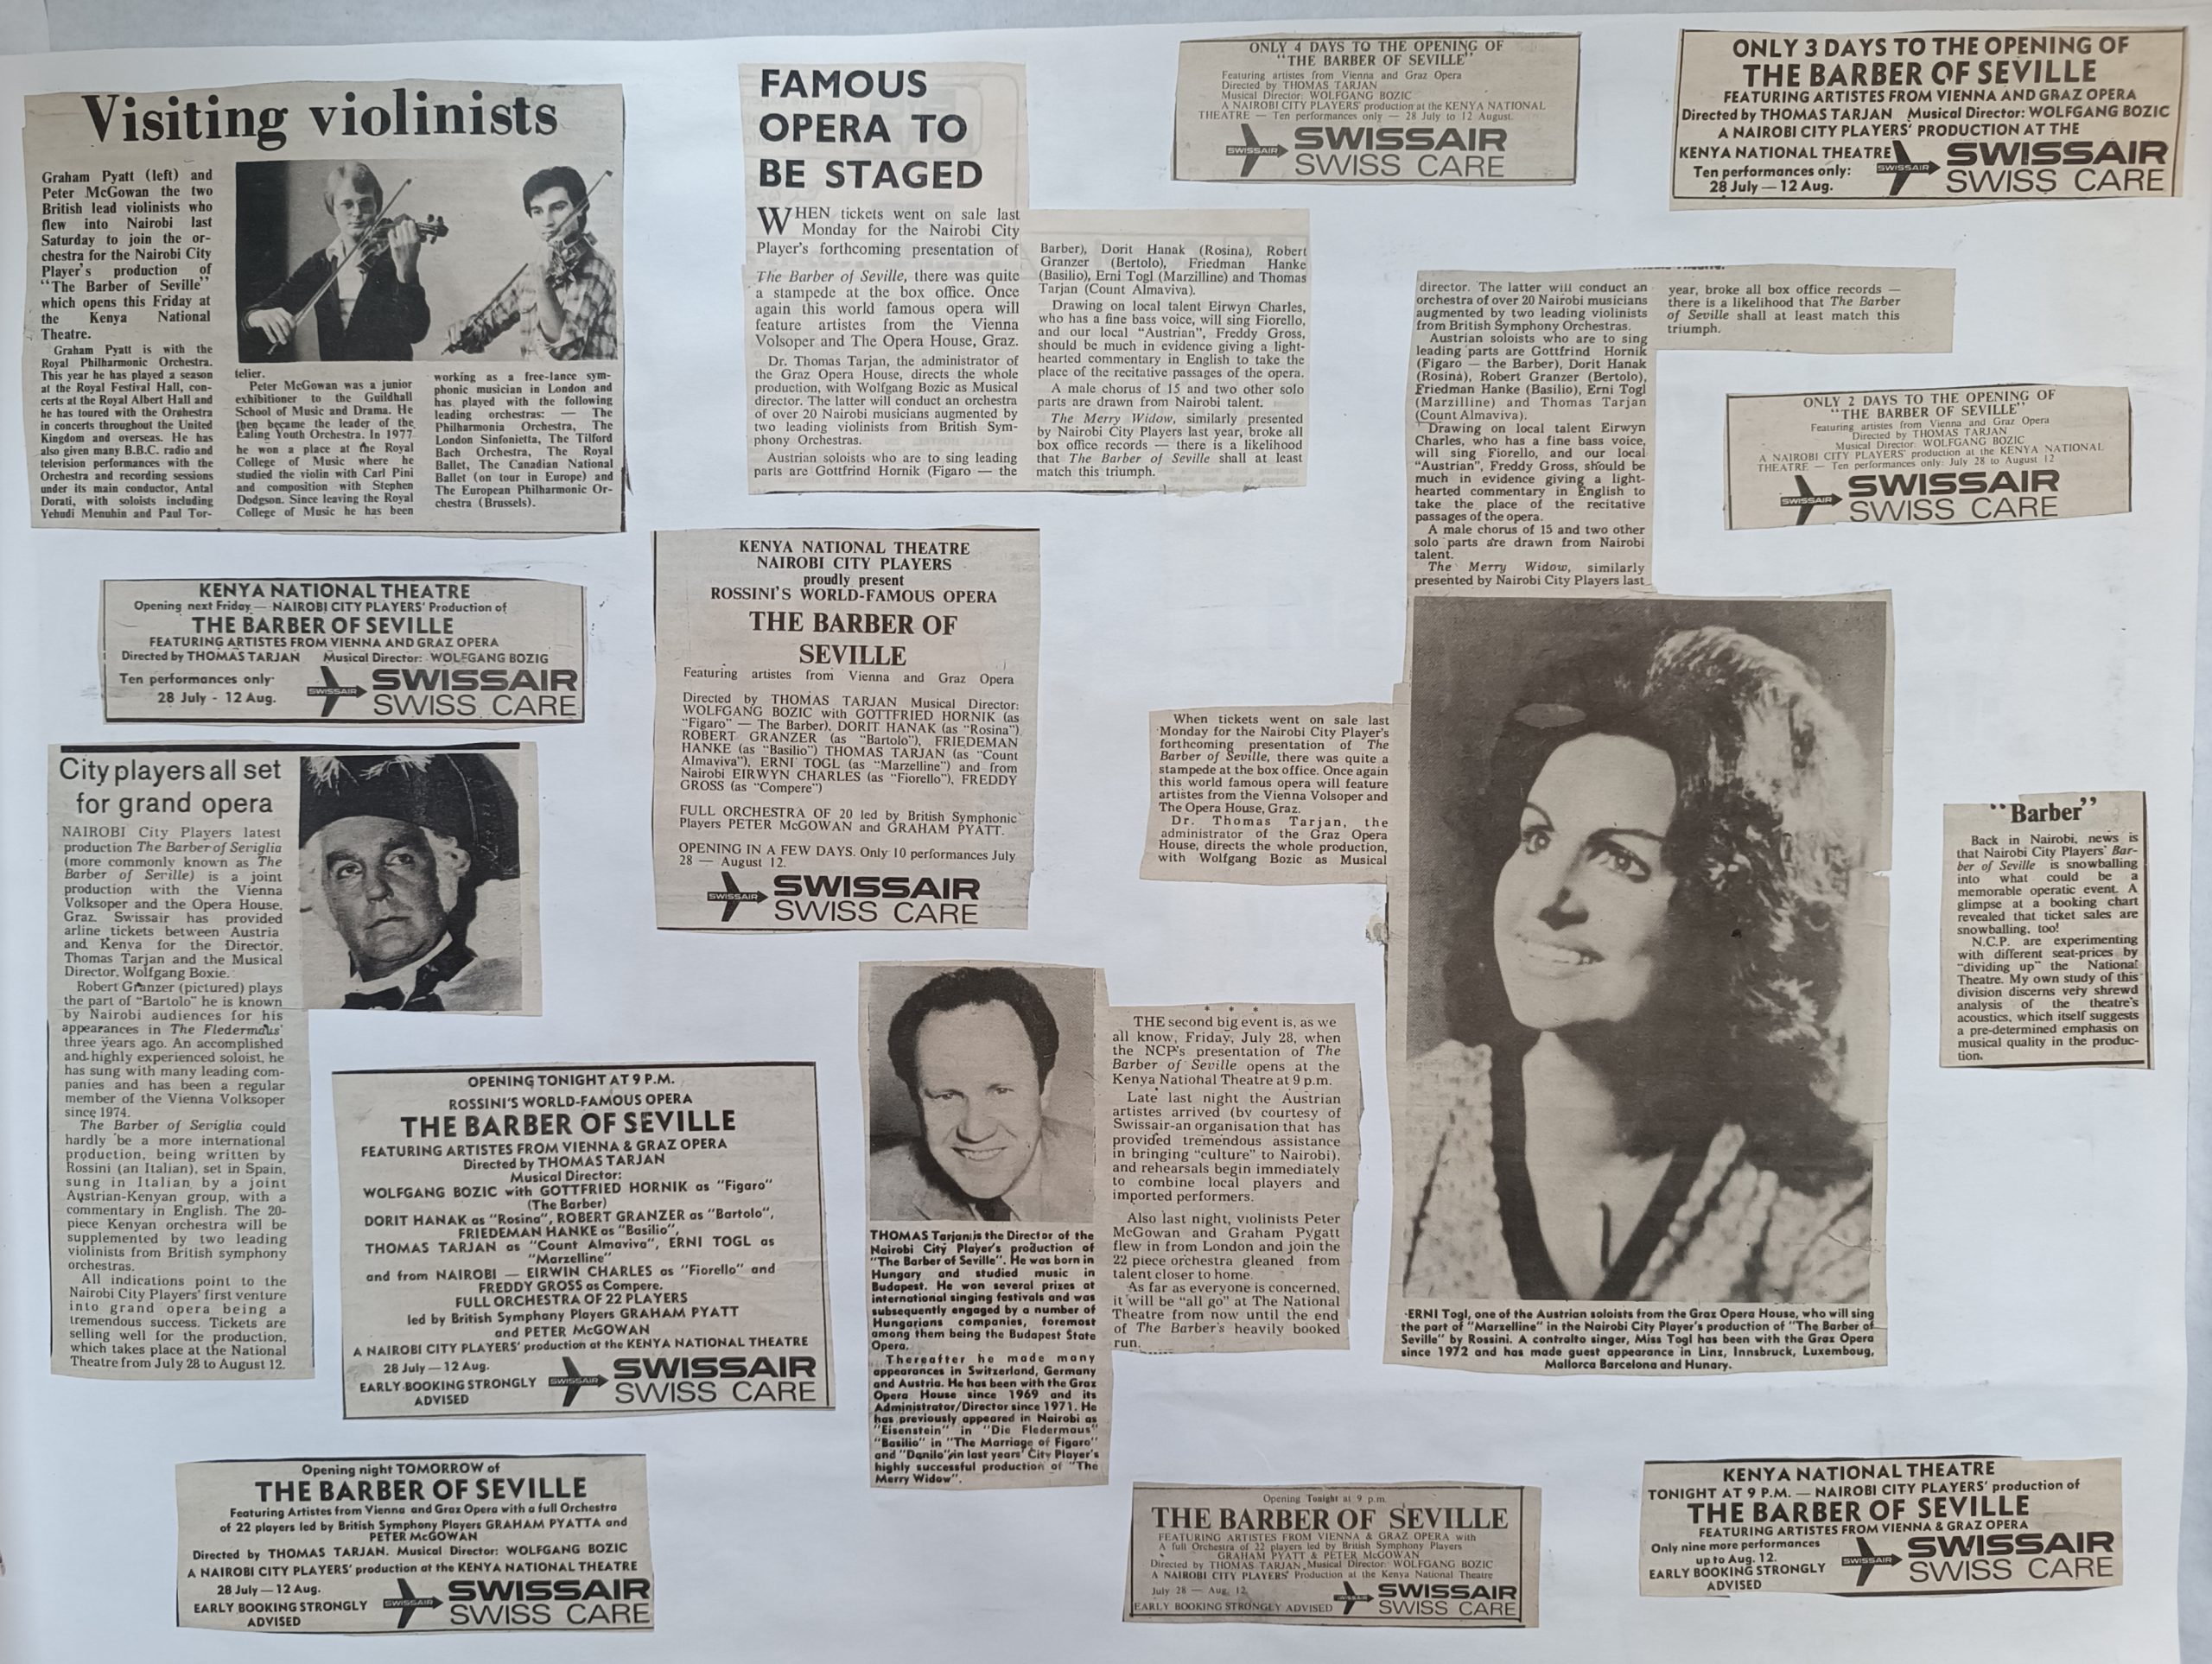 Visiting violinists
Graham Pyatt (left) and
Peter McGowan the two
British lead violinists who
flew into Nairobi last
Saturday to join the or-
chestra for the Nairobi City
Player's production of
"The Barber of Seville"
which opens this Friday at
the Kenya National
Theatre.
Graham Pyatt is with the
Royal Philharmonic Orchestra.
This year he has played a season
at the Royal Festival Hall, con-
certs at the Royal Albert Hall and
he has toured with the Orchestra
in concerts throughout the United
Kingdom and overseas. He has
also given many B.B.C. radio and
television performances with the
Orchestra and recording sessions
under its main conductor, Antal
Dorati, with soloists including
Yehudi Menuhin and Paul Tor-
telier.
Peter McGowan was a junior
exhibitioner to the Guildhall
School of Music and Drama. He
then became the leader of the
Ealing Youth Orchestra. In 1977
he won a place at the Royal
College of Music where he
studied the violin with Carl Pini
and composition with Stephen
Dodgson. Since leaving the Royal
College of Music he has been
working as a free-lance sym-
phonic musician in London and
has played with the following
leading orchestras: — The
Philharmonia Orchestra, The
London Sinfonietta, The Tilford
Bach Orchestra, The Royal
Ballet, The Canadian National
Ballet (on tour in Europe) and
The European Philharmonic Or-
chestra (Brussels).
FAMOUS
OPERA TO
BE STAGED
WHEN tickets went on sale last
Monday for the Nairobi City
Player's forthcoming presentation of
The Barber of Seville, there was quite
a stampede at the box office. Once
again this world famous opera will
feature artistes from the Vienna
Volsoper and The Opera House, Graz.
Dr. Thomas Tarjan, the administrator of
the Graz Opera House, directs the whole
production, with Wolfgang Bozic as Musical
director. The latter will conduct an orchestra
of over 20 Nairobi musicians augmented by
two leading violinists from British Sym-
phony Orchestras.
Austrian soloists who are to sing leading
parts are Gottfrind Hornik (Figaro — the
Barber), Dorit Hanak (Rosina), Robert
Granzer (Bertolo), Friedman Hanke
(Basilio), Erni Togl (Marzilline) and Thomas
Tarjan (Count Almaviva).
Drawing on local talent Eirwyn Charles,
who has a fine bass voice, will sing Fiorello,
and our local "Austrian", Freddy Gross,
should be much in evidence giving a light-
hearted commentary in English to take the
place of the recitative passages of the opera.
A male chorus of 15 and two other solo
parts are drawn from Nairobi talent.
The Merry Widow, similarly presented
by Nairobi City Players last year, broke all
box office records — there is a likelihood
that The Barber of Seville shall at least
match this triumph.
ONLY 4 DAYS TO THE OPENING OF
"THE BARBER OF SEVILLE"
Featuring artistes from Vienna and Graz Opera
Directed by THOMAS TARJAN
Musical Director: WOLFGANG BOZIC
A NAIROBI CITY PLAYERS' production at the KENYA NATIONAL
THEATRE — Ten performances only — 28 July to 12 August.
SWISSAIR SWISSAIR
SWISS CARE
ONLY 3 DAYS TO THE OPENING OF
THE BARBER OF SEVILLE
FEATURING ARTISTES FROM VIENNA AND GRAZ OPERA
Directed by THOMAS TARJAN Musical Director: WOLFGANG BOZIC
A NAIROBI CITY PLAYERS' PRODUCTION AT THE
KENYA NATIONAL THEATRE
Ten performances only:
28 July — 12 Aug.
SWISSAIR SWISSAIR
SWISS CARE
director. The latter will conduct an
orchestra of over 20 Nairobi musicians
augmented by two leading violinists
from British Symphony Orchestras.
Austrian soloists who are to sing
leading parts are Gottfrind Hornik
(Figaro — the Barber), Dorit Hanak
(Rosina), Robert Granzer (Bertolo),
Friedman Hanke (Basilio), Erni Togl
(Marzilline) and Thomas Tarjan
(Count Almaviva).
Drawing on local talent Eirwyn
Charles, who has a fine bass voice,
will sing Fiorello, and our local
"Austrian", Freddy Gross, should be
much in evidence giving a light-
hearted commentary in English to
take the place of the recitative
passages of the opera.
A male chorus of 15 and two other
solo parts are drawn from Nairobi
talent.
The Merry Widow, similarly
presented by Nairobi City Players last
year, broke all box office records —
there is a likelihood that The Barber
of Seville shall at least match this
triumph.
ONLY 2 DAYS TO THE OPENING OF
"THE BARBER OF SEVILLE"
Featuring artistes from Vienna and Graz Opera
Directed by THOMAS TARJAN
Musical Director: WOLFGANG BOZIC
A NAIROBI CITY PLAYERS' production at the KENYA NATIONAL
THEATRE — Ten performances only: July 28 to August 12
SWISSAIR SWISSAIR
SWISS CARE
KENYA NATIONAL THEATRE
Opening next Friday — NAIROBI CITY PLAYERS' Production of
THE BARBER OF SEVILLE
FEATURING ARTISTES FROM VIENNA AND GRAZ OPERA
Directed by THOMAS TARJAN Musical Director: WOLFGANG BOZIG
Ten performances only
28 July - 12 Aug.
SWISSAIR SWISSAIR
SWISS CARE
KENYA NATIONAL THEATRE
NAIROBI CITY PLAYERS
proudly present
ROSSINI'S WORLD-FAMOUS OPERA
THE BARBER OF
SEVILLE
Featuring artistes from Vienna and Graz Opera
Directed by THOMAS TARJAN Musical Director:
WOLFGANG BOZIC with GOTTFRIED HORNIK (as
"Figaro" — The Barber), DORIT HANAK (as "Rosina")
ROBERT GRANZER (as "Bartolo"), FRIEDEMAN
HANKE (as "Basilio") THOMAS TARJAN (as "Count
Almaviva"), ERNI TOGL (as "Marzelline") and from
Nairobi EIRWYN CHARLES (as "Fiorello"), FREDDY
GROSS (as "Compere")
FULL ORCHESTRA OF 20 led by British Symphonic
Players PETER McGOWAN and GRAHAM PYATT.
OPENING IN A FEW DAYS. Only 10 performances July
28 — August 12.
SWISSAIR SWISSAIR
SWISS CARE
When tickets went on sale last
Monday for the Nairobi City Player's
forthcoming presentation of The
Barber of Seville, there was quite a
stampede at the box office. Once again
this world famous opera will feature
artistes from the Vienna Volsoper and
The Opera House, Graz.
Dr. Thomas Tarjan, the
administrator of the Graz Opera
House, directs the whole production,
with Wolfgang Bozic as Musical
City players all set
for grand opera
NAIROBI City Players latest
production The Barber of Seriglia
(more commonly known as The
Barber of Seville) is a joint
production with the Vienna
Volksoper and the Opera House,
Graz. Swissair has provided
arline tickets between Austria
and Kenya for the Director,
Thomas Tarjan and the Musical
Director, Wolfgang Boxie.
Robert Granzer (pictured) plays
the part of "Bartolo" he is known
by Nairobi audiences for his
appearances in The Fledermaus'
three years ago. An accomplished
and highly experienced soloist, he
has sung with many leading com-
panies and has been a regular
member of the Vienna Volksoper
since 1974.
The Barber of Seriglia could
hardly be a more international
production, being written by
Rossini (an Italian), set in Spain,
sung in Italian by a joint
Austrian-Kenyan group, with a
commentary in English. The 20-
piece Kenyan orchestra will be
supplemented by two leading
violinists from British symphony
orchestras.
All indications point to the
Nairobi City Players' first venture
into grand opera being a
tremendous success. Tickets are
selling well for the production,
which takes place at the National
Theatre from July 28 to August 12.
"Barber"
Back in Nairobi, news is
that Nairobi City Players' Bar-
ber of Seville is snowballing
into what could be a
memorable operatic event. A
glimpse at a booking chart
revealed that ticket sales are
snowballing, too!
N.C.P. are experimenting
with different seat-prices by
"dividing up" the National
Theatre. My own study of this
division discerns very shrewd
analysis of the theatre's
acoustics, which itself suggests
a pre-determined emphasis on
musical quality in the produc-
tion.
OPENING TONIGHT AT 9 P.M.
ROSSINI'S WORLD-FAMOUS OPERA
THE BARBER OF SEVILLE
FEATURING ARTISTES FROM VIENNA & GRAZ OPERA
Directed by THOMAS TARJAN
Musical Director:
WOLFGANG BOZIC with GOTTFRIED HORNIK as "Figaro"
(The Barber)
DORIT HANAK as "Rosina", ROBERT GRANZER as "Bartolo",
FRIEDEMAN HANKE as "Basilio",
THOMAS TARJAN as "Count Almaviva", ERNI TOGL as
"Marzelline"
and from NAIROBI — EIRWIN CHARLES as "Fiorello" and
FREDDY GROSS as Compere.
FULL ORCHESTRA OF 22 PLAYERS
led by British Symphony Players GRAHAM PYATT
and PETER McGOWAN
A NAIROBI CITY PLAYERS' production at the KENYA NATIONAL THEATRE
28 July — 12 Aug.
EARLY BOOKING STRONGLY
ADVISED
SWISSAIR SWISSAIR
SWISS CARE
THOMAS Tarjan is the Director of the
Nairobi City Player's production of
"The Barber of Seville". He was born in
Hungary and studied music in
Budapest. He won several prizes at
international singing festivals and was
subsequently engaged by a number of
Hungarians companies, foremost
among them being the Budapest State
Opera.
Thereafter he made many
appearances in Switzerland, Germany
and Austria. He has been with the Graz
Opera House since 1969 and its
Administrator/Director since 1971. He
has previously appeared in Nairobi as
"Eisenstein" in "Die Fledermaus"
"Basilio" in "The Marriage of Figaro"
and "Danilo" in last years' City Player's
highly successful production of "The
Merry Widow".
* * *
THE second big event is, as we
all know, Friday, July 28, when
the NCP's presentation of The
Barber of Seville opens at the
Kenya National Theatre at 9 p.m.
Late last night the Austrian
artistes arrived (by courtesy of
Swissair-an organisation that has
provided tremendous assistance
in bringing "culture" to Nairobi),
and rehearsals begin immediately
to combine local players and
imported performers.
Also last night, violinists Peter
McGowan and Graham Pygatt
flew in from London and join the
22 piece orchestra gleaned from
talent closer to home.
As far as everyone is concerned,
it will be "all go" at The National
Theatre from now until the end
of The Barber's heavily booked
run.
ERNI Togl, one of the Austrian soloists from the Graz Opera House, who will sing
the part of "Marzelline" in the Nairobi City Player's production of "The Barber of
Seville" by Rossini. A contralto singer, Miss Togl has been with the Graz Opera
since 1972 and has made guest appearance in Linz, Innsbruck, Luxemboug,
Mallorca Barcelona and Hunary.
Opening night TOMORROW of
THE BARBER OF SEVILLE
Featuring Artistes from Vienna and Graz Opera with a full Orchestra
of 22 players led by British Symphony Players GRAHAM PYATTA and
PETER McGOWAN
Directed by THOMAS TARJAN. Musical Director: WOLFGANG BOZIC
A NAIROBI CITY PLAYERS' production at the KENYA NATIONAL THEATRE
28 July — 12 Aug.
EARLY BOOKING STRONGLY
ADVISED
SWISSAIR SWISSAIR
SWISS CARE
Opening Tonight at 9 p.m.
THE BARBER OF SEVILLE
FEATURING ARTISTES FROM VIENNA & GRAZ OPERA with
A full Orchestra of 22 players led by British Symphony Players
GRAHAM PYATT & PETER McGOWAN
Directed by THOMAS TARJAN Musical Director: WOLFGANG BOZIC
A NAIROBI CITY PLAYERS' Production at the Kenya National Theatre
July 28 — Aug. 12
EARLY BOOKING STRONGLY ADVISED
SWISSAIR SWISSAIR
SWISS CARE
KENYA NATIONAL THEATRE
TONIGHT AT 9 P.M. — NAIROBI CITY PLAYERS' production of
THE BARBER OF SEVILLE
FEATURING ARTISTES FROM VIENNA & GRAZ OPERA
Only nine more performances
up to Aug. 12.
EARLY BOOKING STRONGLY
ADVISED
SWISSAIR SWISSAIR
SWISS CARE